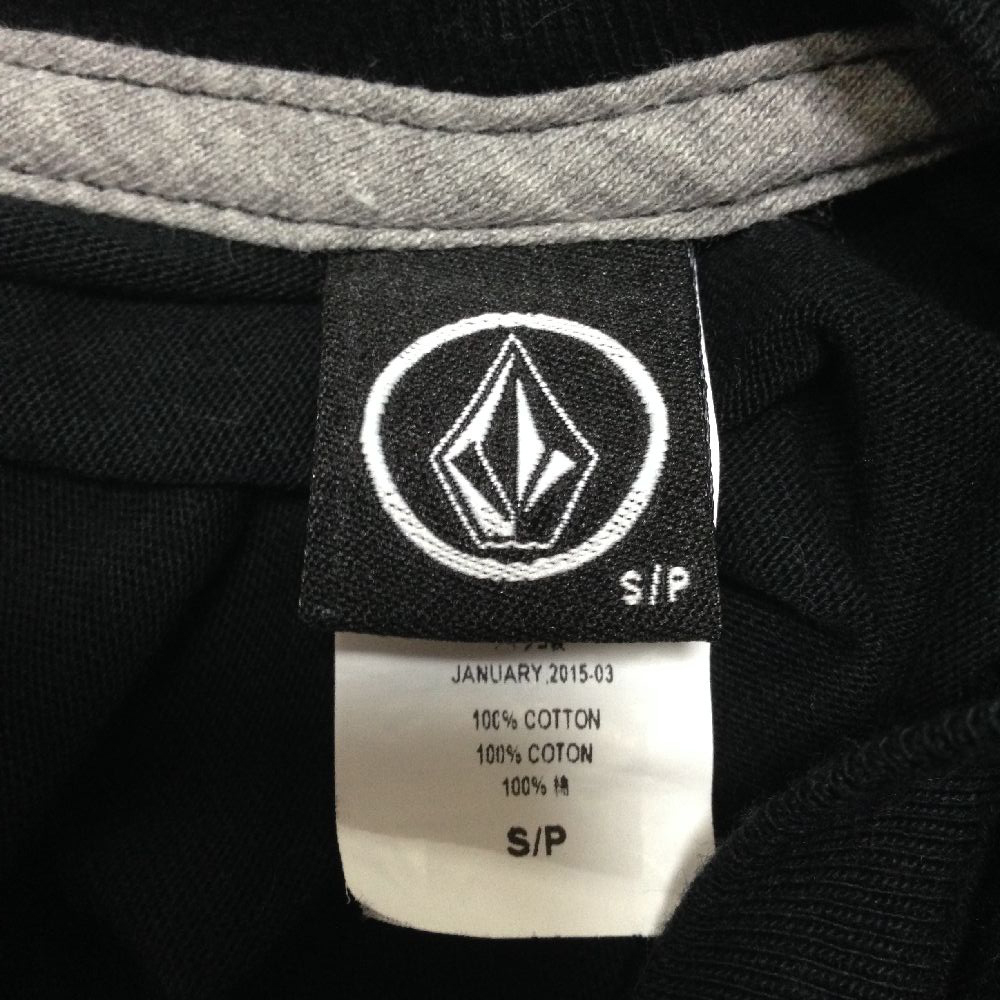 S/P
JANUARY,2015-03
100% COTTON
100% COTON
100% 棉
S/P